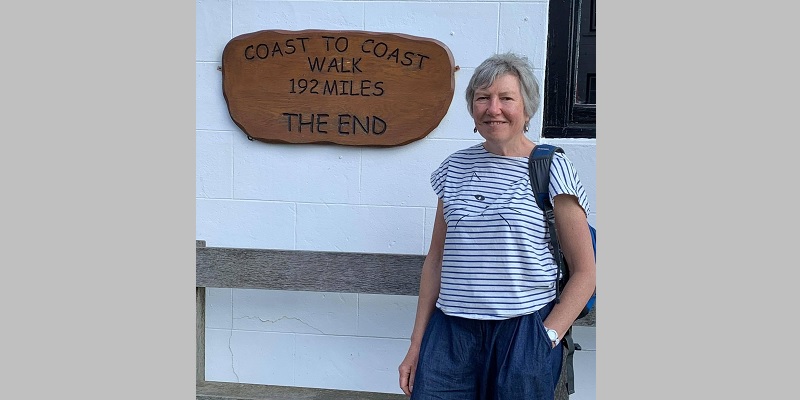 COAST TO COAST
WALK
192 MILES
THE END